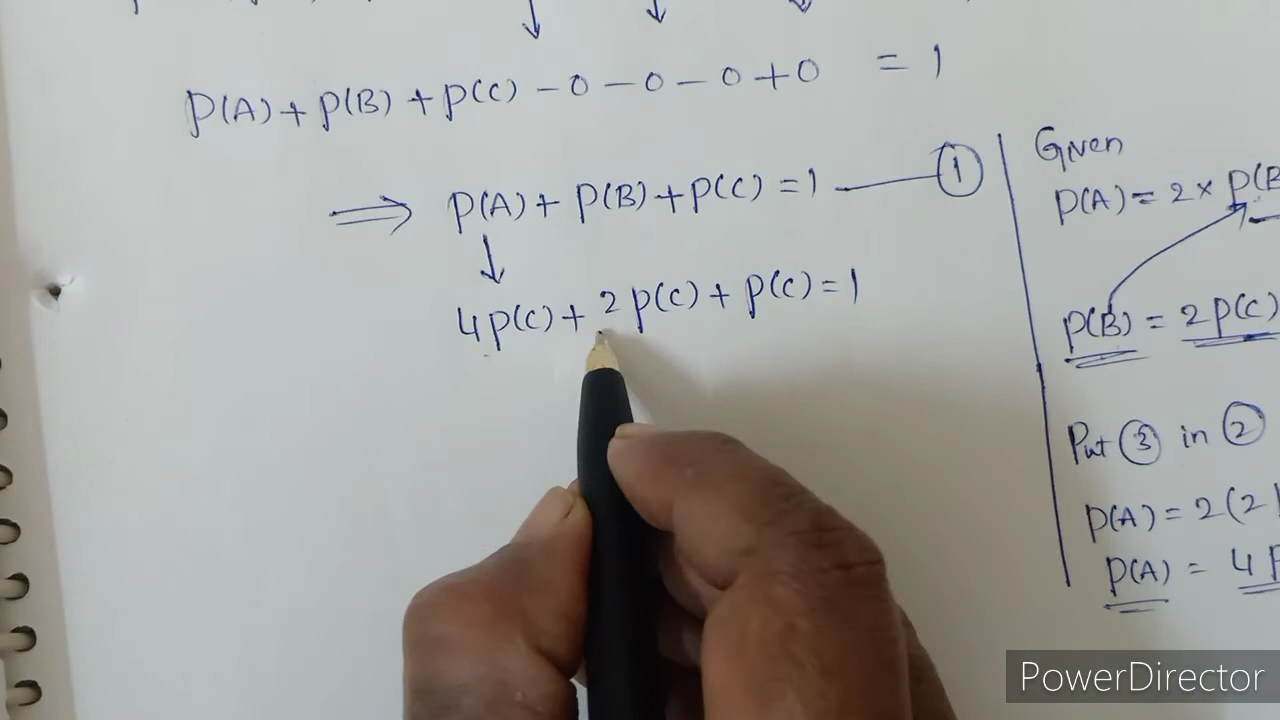 P(A) + P(B) + P(C) - 0 - 0 - 0 + 0 = 1
⇒ P(A) + P(B) + P(C) = 1 — ①
↓
4P(C) + 2P(C) + P(C) = 1
Given
P(A) = 2 × P(B
P(B) = 2P(C)
Put ③ in ②
P(A) = 2(2
P(A) = 4P
PowerDirector